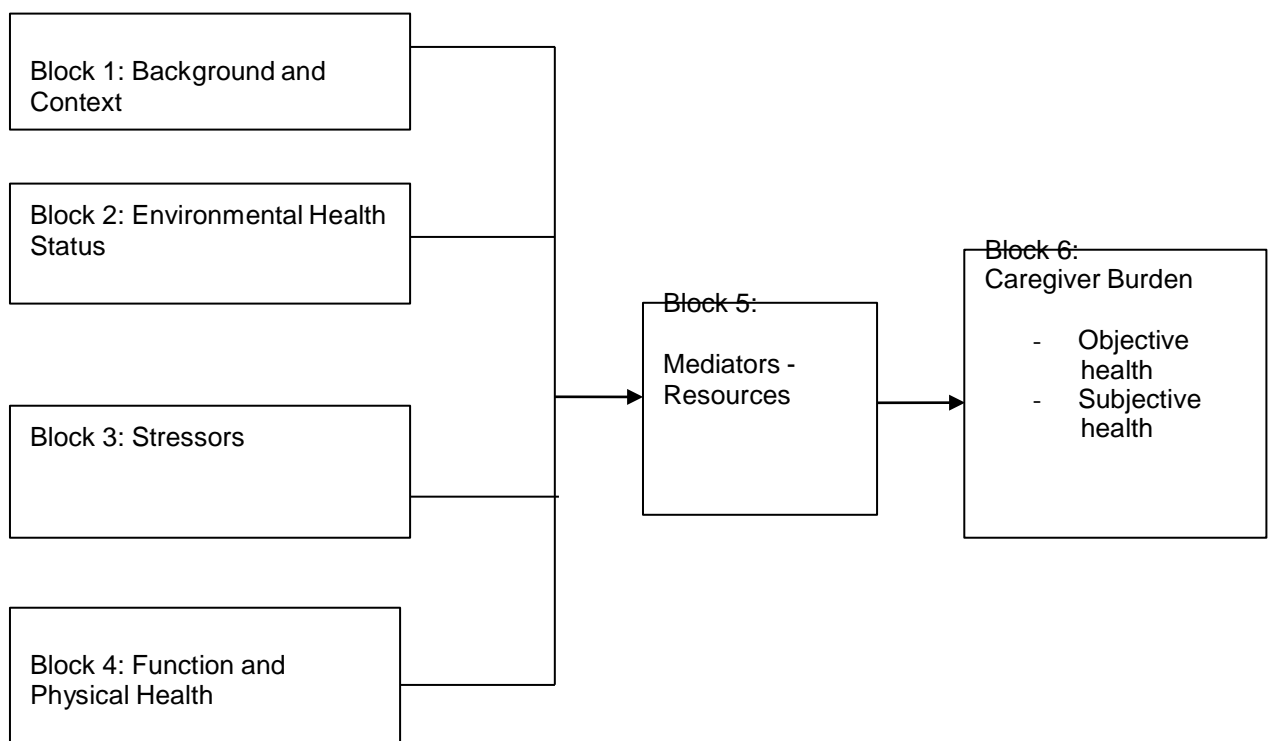 Block 1: Background and
Context
Block 2: Environmental Health
Status
Block 3: Stressors
Block 4: Function and
Physical Health
Block 5:
Mediators -
Resources
Block 6:
Caregiver Burden
- Objective
health
- Subjective
health